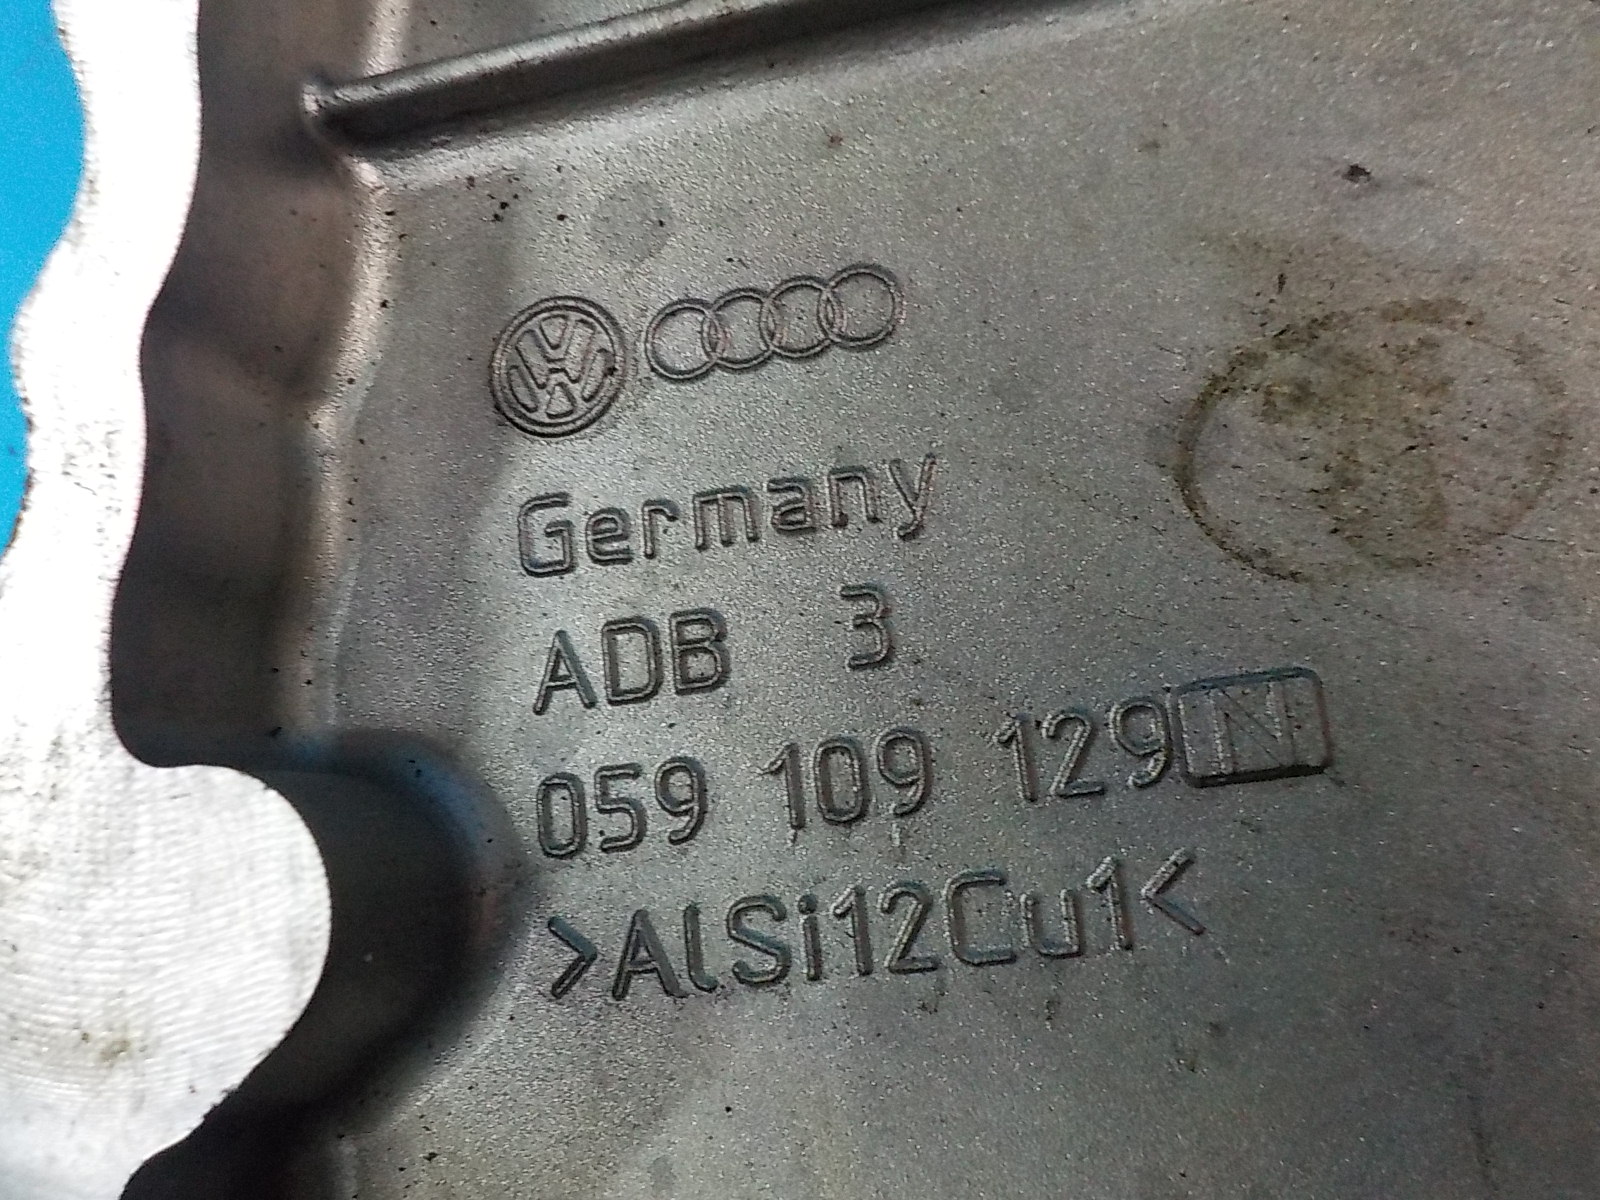 Germany
ADB 3
059 109 129 N
>AlSi12Cu1<